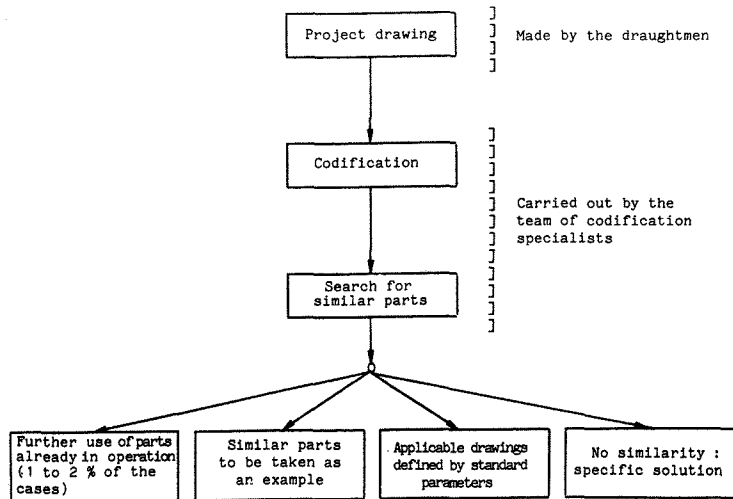 Project drawing
Made by the draughtmen
Codification
Carried out by the
team of codification
specialists
Search for
similar parts
Further use of parts
already in operation
(1 to 2 % of the
cases)
Similar parts
to be taken as
an example
Applicable drawings
defined by standard
parameters
No similarity :
specific solution